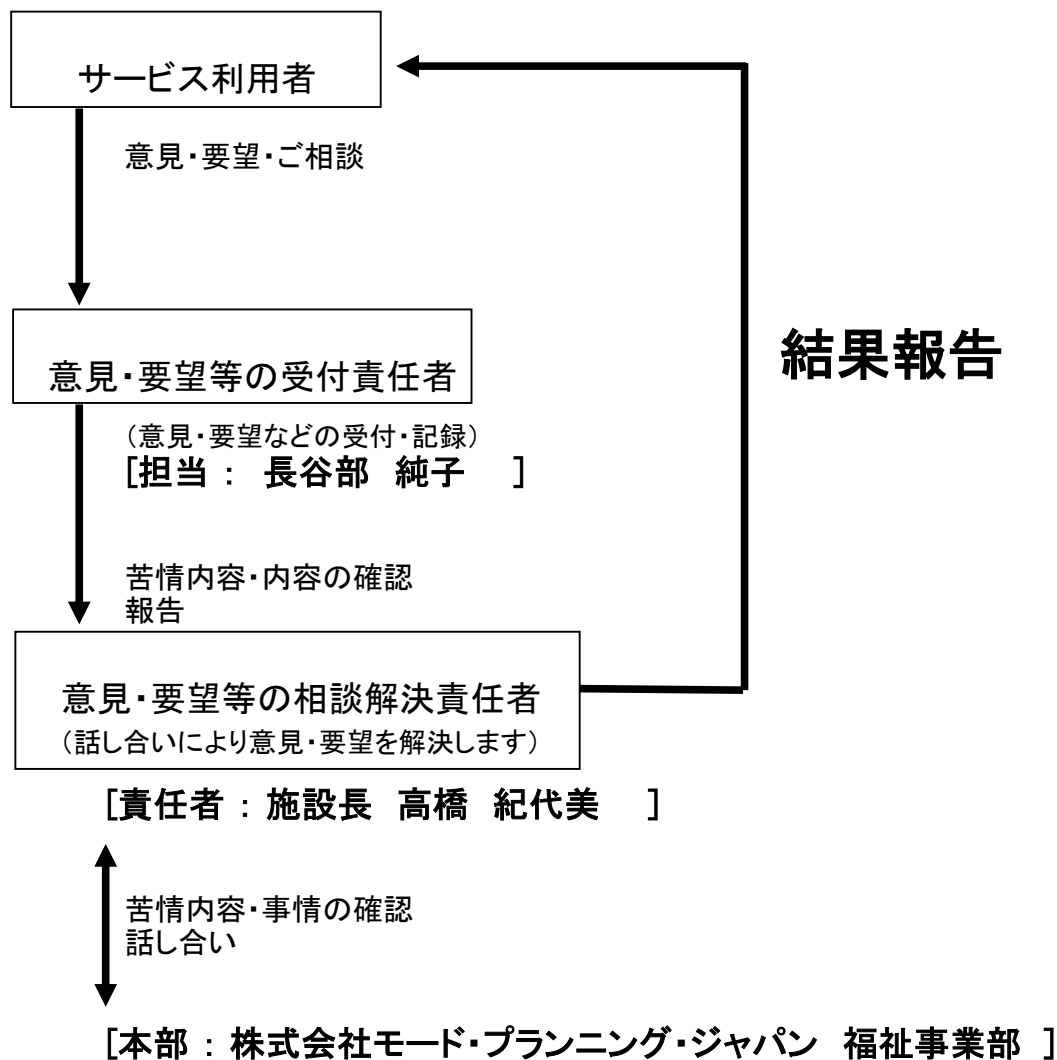 サービス利用者
意見・要望・ご相談
意見・要望等の受付責任者
（意見・要望などの受付・記録）
［担当 ： 長谷部　純子　］
結果報告
苦情内容・内容の確認
報告
意見・要望等の相談解決責任者
（話し合いにより意見・要望を解決します）
［責任者 ： 施設長　高橋　紀代美　］
苦情内容・事情の確認
話し合い
［本部 ： 株式会社モード・プランニング・ジャパン　福祉事業部 ］